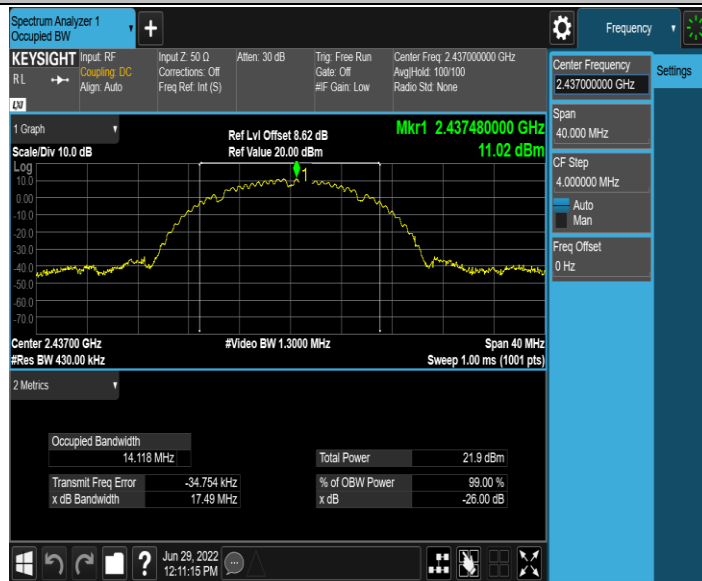 Spectrum Analyzer 1
Occupied BW
+
Frequency
KEYSIGHT
RL
LXI
Input: RF
Coupling: DC
Align: Auto
Input Z: 50 Ω
Corrections: Off
Freq Ref: Int (S)
Atten: 30 dB
Trig: Free Run
Gate: Off
#IF Gain: Low
Center Freq: 2.437000000 GHz
Avg|Hold: 100/100
Radio Std: None
Center Frequency
2.437000000 GHz
Settings
Span
40.000 MHz
CF Step
4.000000 MHz
Auto
Man
Freq Offset
0 Hz
1 Graph
Scale/Div 10.0 dB
Ref Lvl Offset 8.62 dB
Ref Value 20.00 dBm
Mkr1 2.437480000 GHz
11.02 dBm
Log
10.0
0.00
-10.0
-20.0
-30.0
-40.0
-50.0
-60.0
-70.0
1
Center 2.43700 GHz
#Res BW 430.00 kHz
#Video BW 1.3000 MHz
Span 40 MHz
Sweep 1.00 ms (1001 pts)
2 Metrics
Occupied Bandwidth
14.118 MHz
Transmit Freq Error -34.754 kHz
x dB Bandwidth 17.49 MHz
Total Power 21.9 dBm
% of OBW Power 99.00 %
x dB -26.00 dB
?
Jun 29, 2022
12:11:15 PM